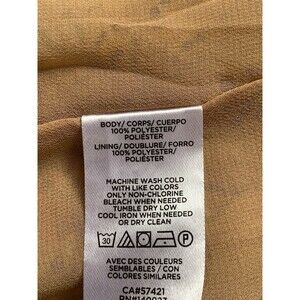 BODY/ CORPS/ CUERPO
100% POLYESTER/
POLIÉSTER
LINING/ DOUBLURE/ FORRO
100% POLYESTER/
POLIÉSTER
MACHINE WASH COLD
WITH LIKE COLORS
ONLY NON-CHLORINE
BLEACH WHEN NEEDED
TUMBLE DRY LOW
COOL IRON WHEN NEEDED
OR DRY CLEAN
30 P
AVEC DES COULEURS
SEMBLABLES / CON
COLORES SIMILARES
CA#57421
RN#140923